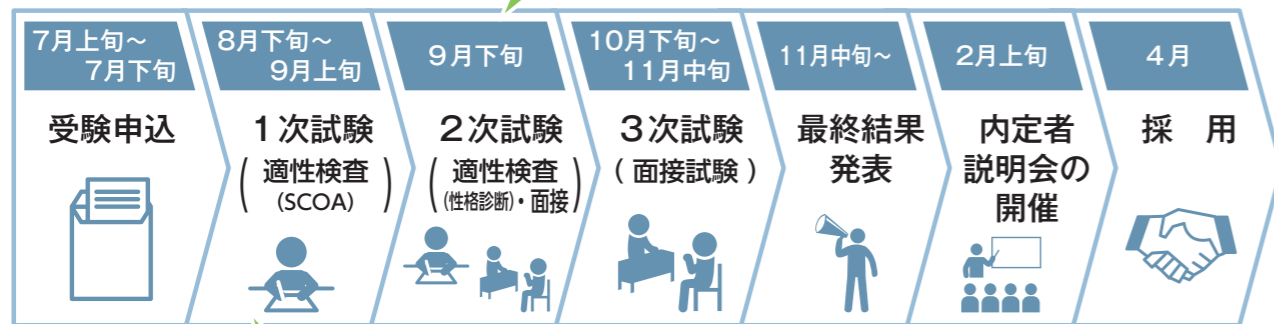 7月上旬～
7月下旬
受験申込
8月下旬～
9月上旬
1次試験
(適性検査
(SCOA))
9月下旬
2次試験
(適性検査
(性格診断)・面接)
10月下旬～
11月中旬
3次試験
(面接試験)
11月中旬～
最終結果
発表
2月上旬
内定者
説明会の
開催
4月
採　用